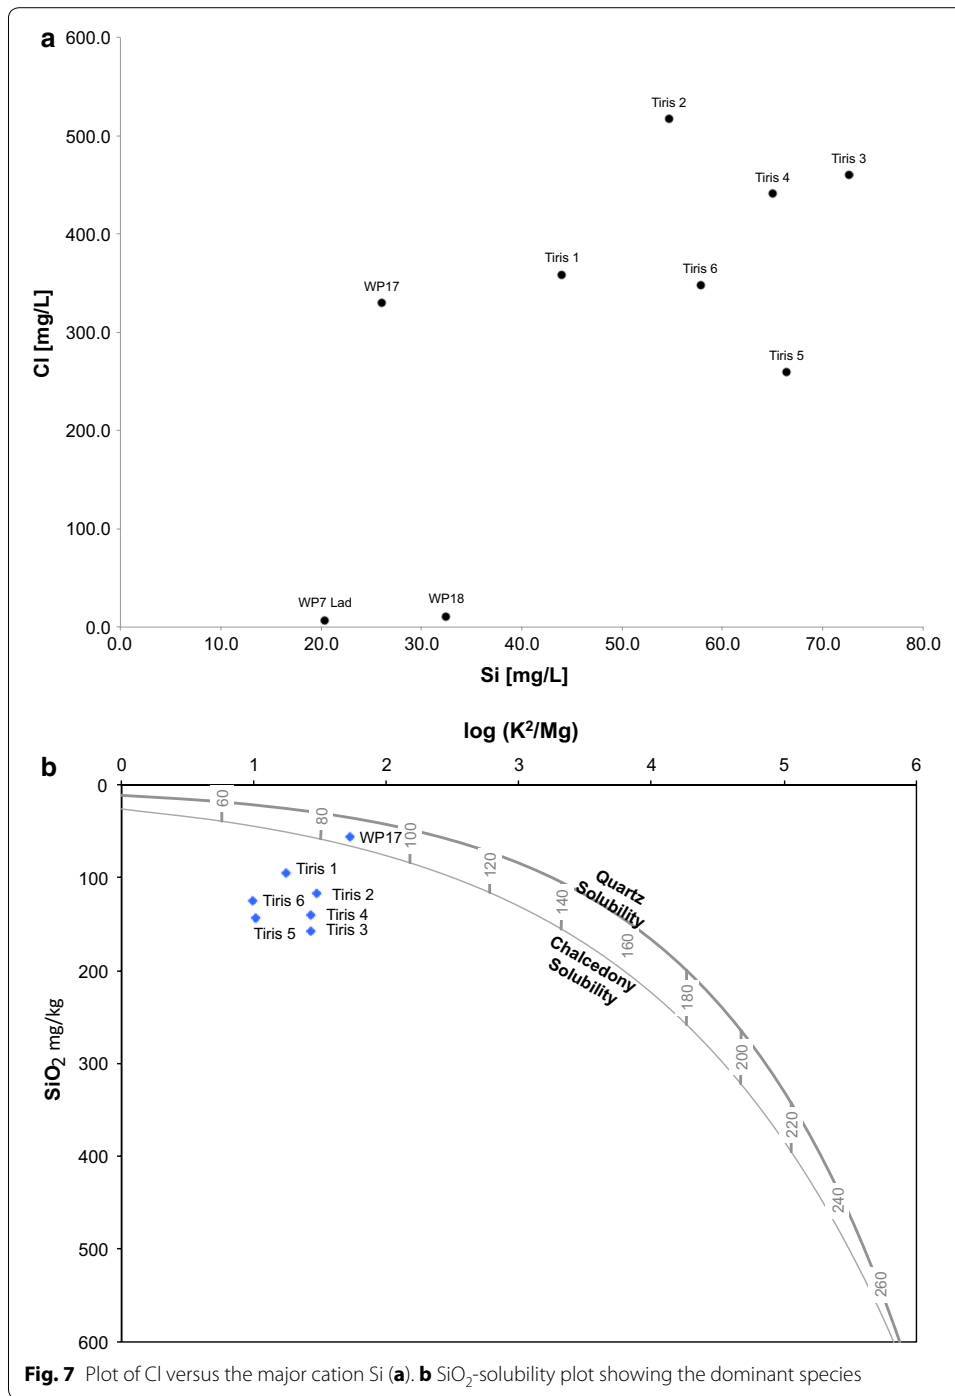 a
600.0
500.0
400.0
300.0
200.0
100.0
0.0
Cl [mg/L]
Tiris 2
Tiris 3
Tiris 4
Tiris 1
Tiris 6
WP17
Tiris 5
WP7 Lad
WP18
0.0 10.0 20.0 30.0 40.0 50.0 60.0 70.0 80.0
Si [mg/L]
log (K²/Mg)
b
0 1 2 3 4 5 6
0
100
200
300
400
500
600
SiO₂ mg/kg
60
80
100
120
140
160
180
200
220
240
260
WP17
Tiris 1
Tiris 2
Tiris 6
Tiris 4
Tiris 5
Tiris 3
Quartz
Solubility
Chalcedony
Solubility
Fig. 7 Plot of Cl versus the major cation Si (a). b SiO₂-solubility plot showing the dominant species